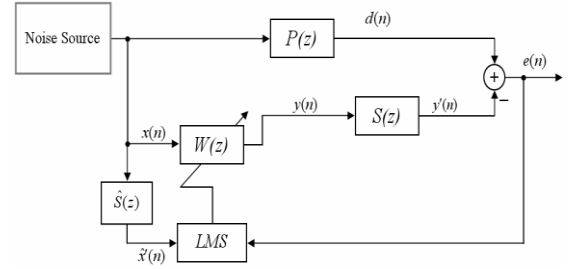 Noise Source
P(z)
d(n)
+
e(n)
−
x(n)
W(z)
y(n)
S(z)
y'(n)
Ŝ(z)
LMS
x̂'(n)